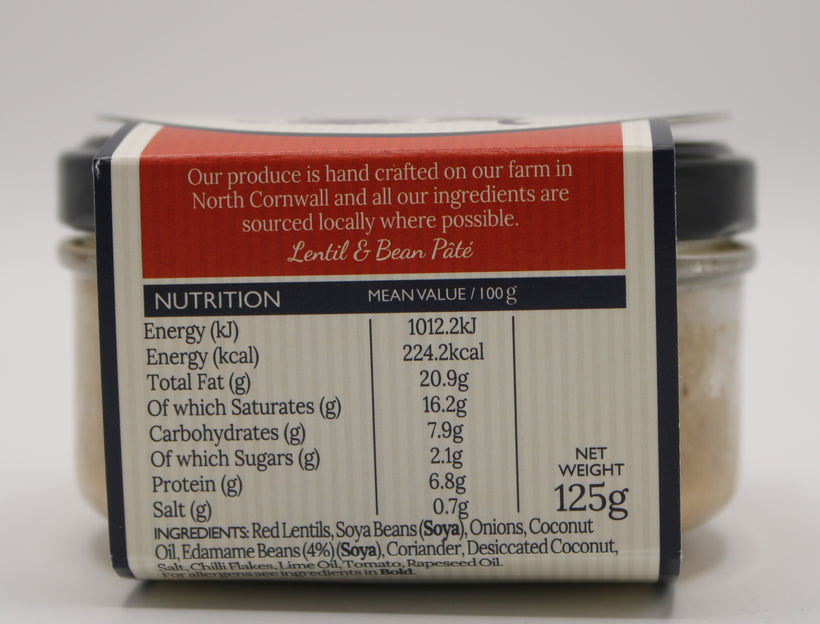 Our produce is hand crafted on our farm in
North Cornwall and all our ingredients are
sourced locally where possible.
Lentil & Bean Pâté
NUTRITION MEAN VALUE / 100g
Energy (kJ) 1012.2kJ
Energy (kcal) 224.2kcal
Total Fat (g) 20.9g
Of which Saturates (g) 16.2g
Carbohydrates (g) 7.9g
Of which Sugars (g) 2.1g
Protein (g) 6.8g
Salt (g) 0.7g
NET
WEIGHT
125g
INGREDIENTS: Red Lentils, Soya Beans (Soya), Onions, Coconut
Oil, Edamame Beans (4%) (Soya), Coriander, Desiccated Coconut,
Salt, Chilli Flakes, Lime Oil, Tomato, Rapeseed Oil.
For allergens see ingredients in Bold.